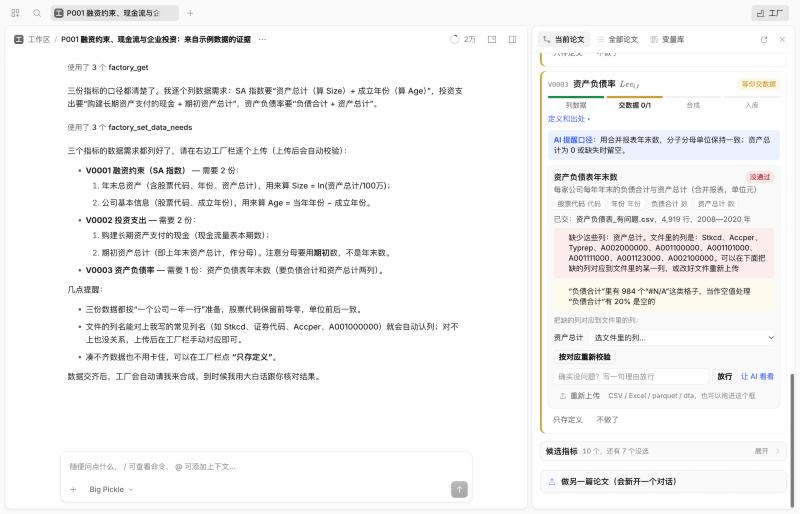 P001 融资约束、现金流与企业
工厂
工作区 / P001 融资约束、现金流与企业投资：来自示例数据的证据 ···
2万
使用了 3 个 factory_get
三份指标的口径都清楚了。我逐个列数据需求：SA 指数要“资产总计（算 Size）+ 成立年份（算 Age）”，投资支
出要“购建长期资产支付的现金 + 期初资产总计”，资产负债率要“负债合计 + 资产总计”。
使用了 3 个 factory_set_data_needs
三个指标的数据需求都列好了，请在右边工厂栏逐个上传（上传后会自动校验）：
• V0001 融资约束（SA 指数） — 需要 2 份：
1. 年末总资产（含股票代码、年份、资产总计），用来算 Size = ln(资产总计/100万)；
2. 公司基本信息（股票代码、成立年份），用来算 Age = 当年年份 − 成立年份。
• V0002 投资支出 — 需要 2 份：
1. 购建长期资产支付的现金（现金流量表本期数）；
2. 期初资产总计（即上年末资产总计，作分母）。注意分母要用期初数，不是年末数。
• V0003 资产负债率 — 需要 1 份：资产负债表年末数（要负债合计和资产总计两列）。
几点提醒：
• 三份数据都按“一个公司一年一行”准备，股票代码保留前导零，单位前后一致。
• 文件的列名能对上我写的常见列名（如 Stkcd、证券代码、Accper、A001000000）就会自动认列；对不
上也没关系，上传后在工厂栏手动对应即可。
• 凑不齐数据也不用卡住，可以在工厂栏点 “只存定义”。
数据交齐后，工厂会自动请我来合成，到时候我用大白话跟你核对结果。
随便问点什么， / 可查看命令， @ 可添加上下文...
Big Pickle
当前论文
全部论文
变量库
只存定义 不做了
V0003 资产负债率 Lev i,j
等你交数据
列数据
交数据 0/1
合成
入库
定义和出处
AI 提醒口径：用合并报表年末数，分子分母单位保持一致；资产总
计为 0 或缺失时留空。
资产负债表年末数
没通过
每家公司每年年末的负债合计与资产总计（合并报表，单位元）
股票代码 代码 年份 年份 负债合计 数 资产总计 数
已交：资产负债表_有问题.csv，4,919 行，2008—2020 年
缺少这些列：资产总计。文件里的列是：Stkcd、Accper、
Typrep、A002000000、A001100000、A001101000、
A001111000、A001123000、A002100000。可以在下面把
缺的列对应到文件里的某一列，或改好文件重新上传
“负债合计”里有 984 个“#N/A”这类格子，当作空值处理
“负债合计”有 20% 是空的
把缺的列对应到文件里的列：
资产总计 选文件里的列...
按对应重新校验
确实没问题？写一句理由放行
放行
让 AI 看看
重新上传 CSV / Excel / parquet / dta，也可以拖进这个框
只存定义 不做了
候选指标 10 个，还有 7 个没选
展开
做另一篇论文（会新开一个对话）